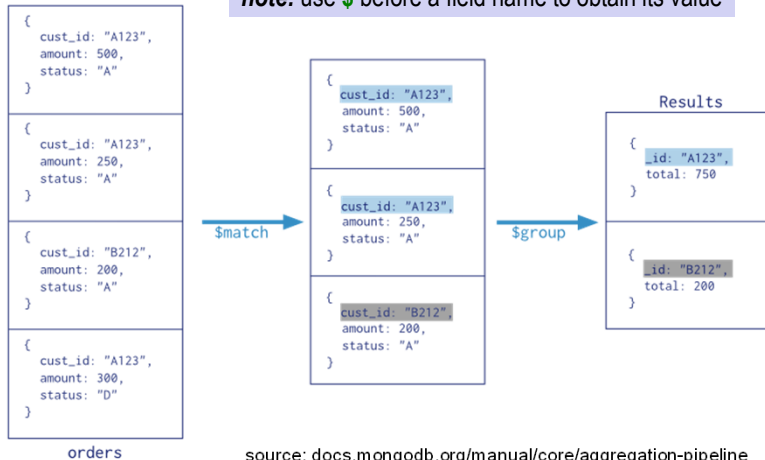 note: use $ before a field name to obtain its value
{
cust_id: "A123",
amount: 500,
status: "A"
}
{
cust_id: "A123",
amount: 250,
status: "A"
}
{
cust_id: "B212",
amount: 200,
status: "A"
}
{
cust_id: "A123",
amount: 300,
status: "D"
}
orders
$match
{
cust_id: "A123",
amount: 500,
status: "A"
}
{
cust_id: "A123",
amount: 250,
status: "A"
}
{
cust_id: "B212",
amount: 200,
status: "A"
}
$group
Results
{
_id: "A123",
total: 750
}
{
_id: "B212",
total: 200
}
source: docs.mongodb.org/manual/core/aggregation-pipeline